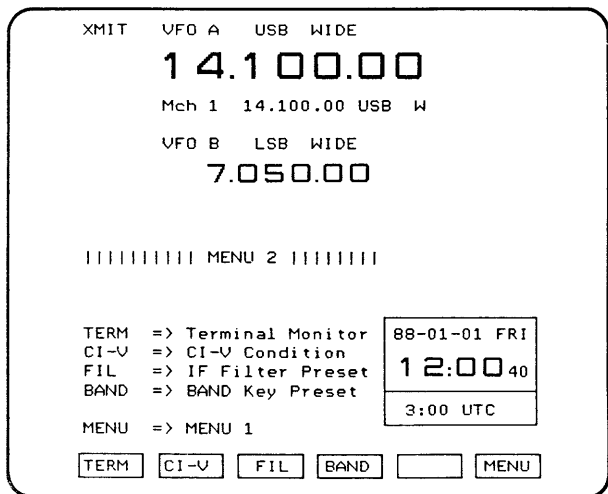 XMIT VFO A USB WIDE
14.100.00
Mch 1 14.100.00 USB W
VFO B LSB WIDE
7.050.00
|||||||||| MENU 2 ||||||||
TERM => Terminal Monitor
CI-V => CI-V Condition
FIL => IF Filter Preset
BAND => BAND Key Preset
MENU => MENU 1
88-01-01 FRI
12:00 40
3:00 UTC
TERM CI-V FIL BAND MENU